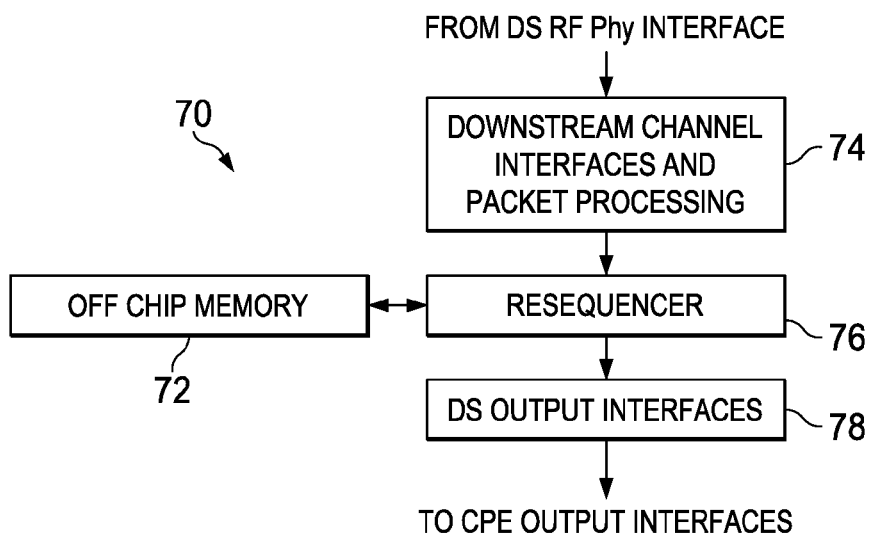 FROM DS RF Phy INTERFACE
70
DOWNSTREAM CHANNEL
INTERFACES AND
PACKET PROCESSING
74
OFF CHIP MEMORY
72
RESEQUENCER
76
DS OUTPUT INTERFACES
78
TO CPE OUTPUT INTERFACES